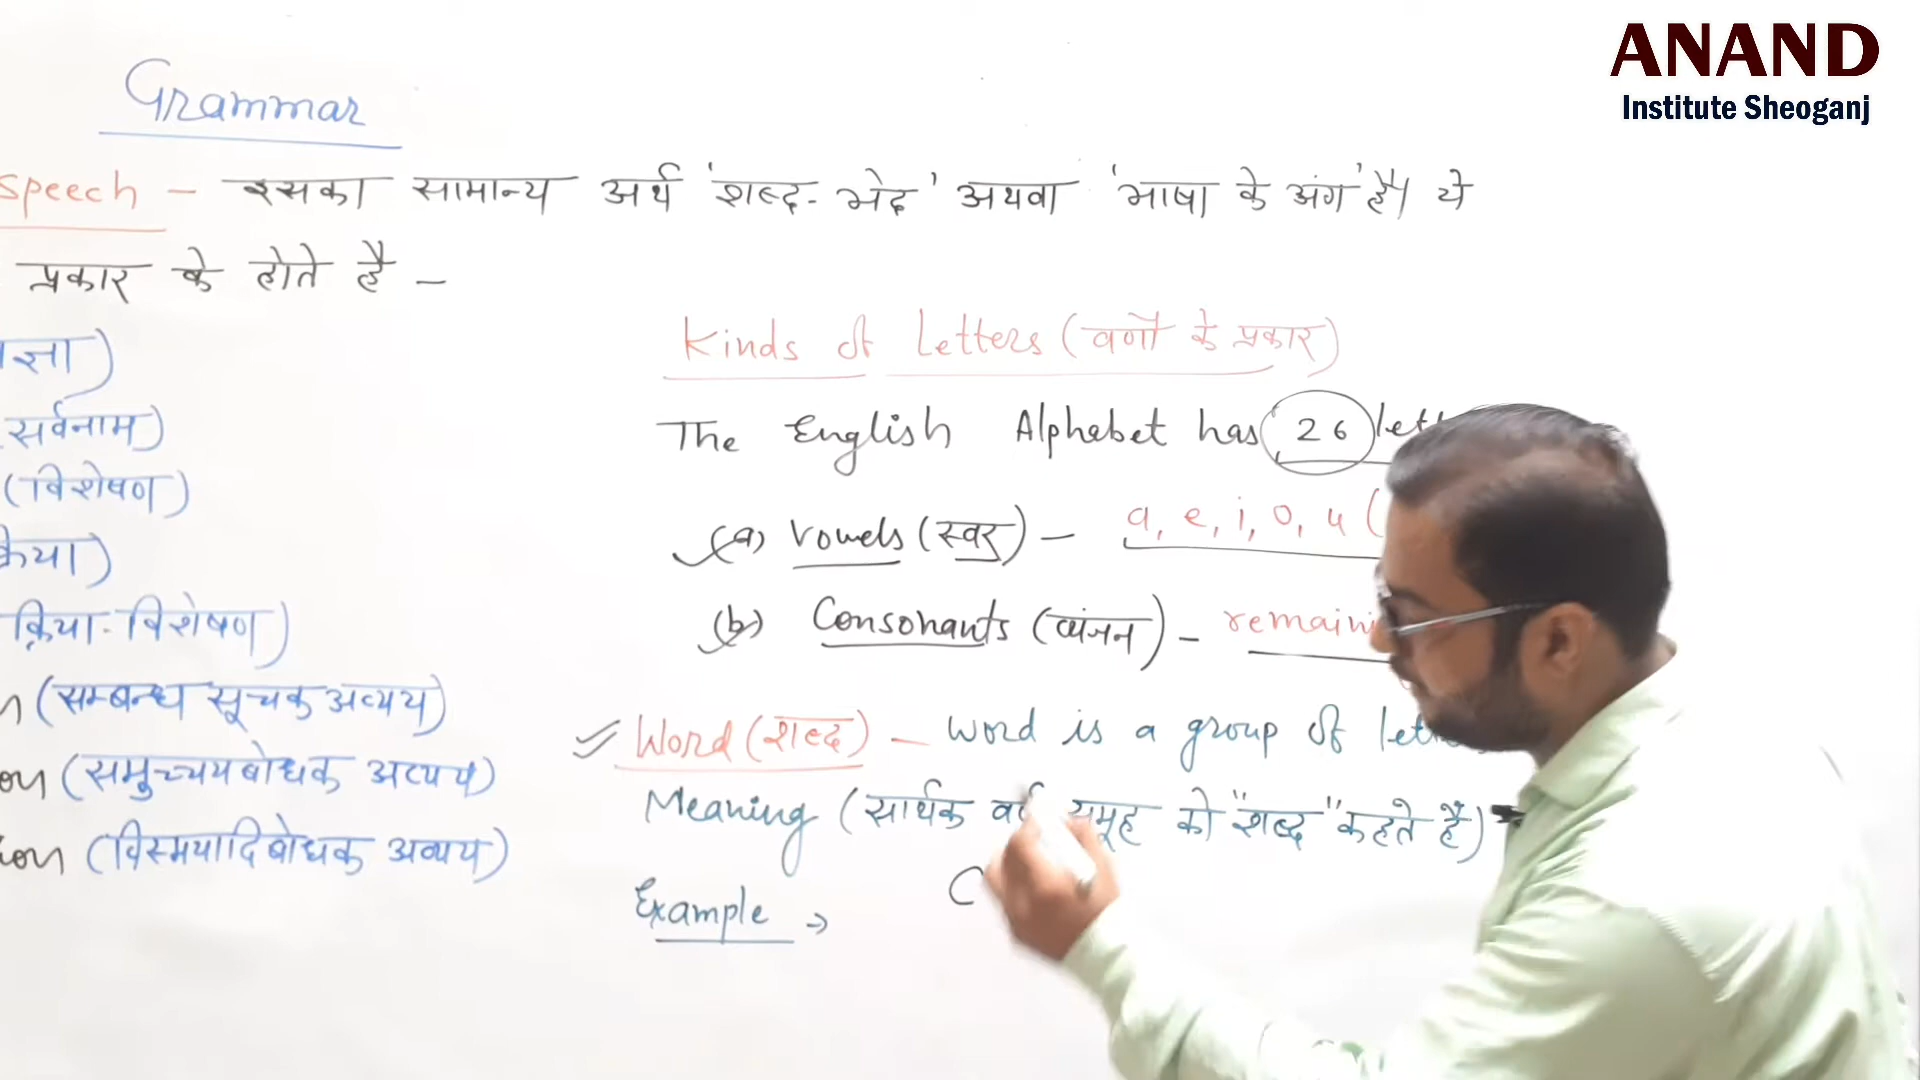 ANAND
Institute Sheoganj
Grammar
speech - इसका सामान्य अर्थ 'शब्द-भेद' अथवा 'भाषा के अंग' है। ये
प्रकार के होते है -
ज्ञा)
सर्वनाम)
(विशेषण)
क्रिया)
क्रिया-विशेषण)
n (सम्बन्ध सूचक अव्यय)
on (समुच्चयबोधक अव्यय)
ion (विस्मयादिबोधक अव्यय)
Kinds of Letters (वर्णों के प्रकार)
The English Alphabet has 26
(a) Vowels (स्वर) - a, e, i, o, u (
(b) Consonants (व्यंजन) -
Word (शब्द) - Word is a group of
Meaning (सार्थक समूह को "शब्द" कहते है)
Example ⇒ C